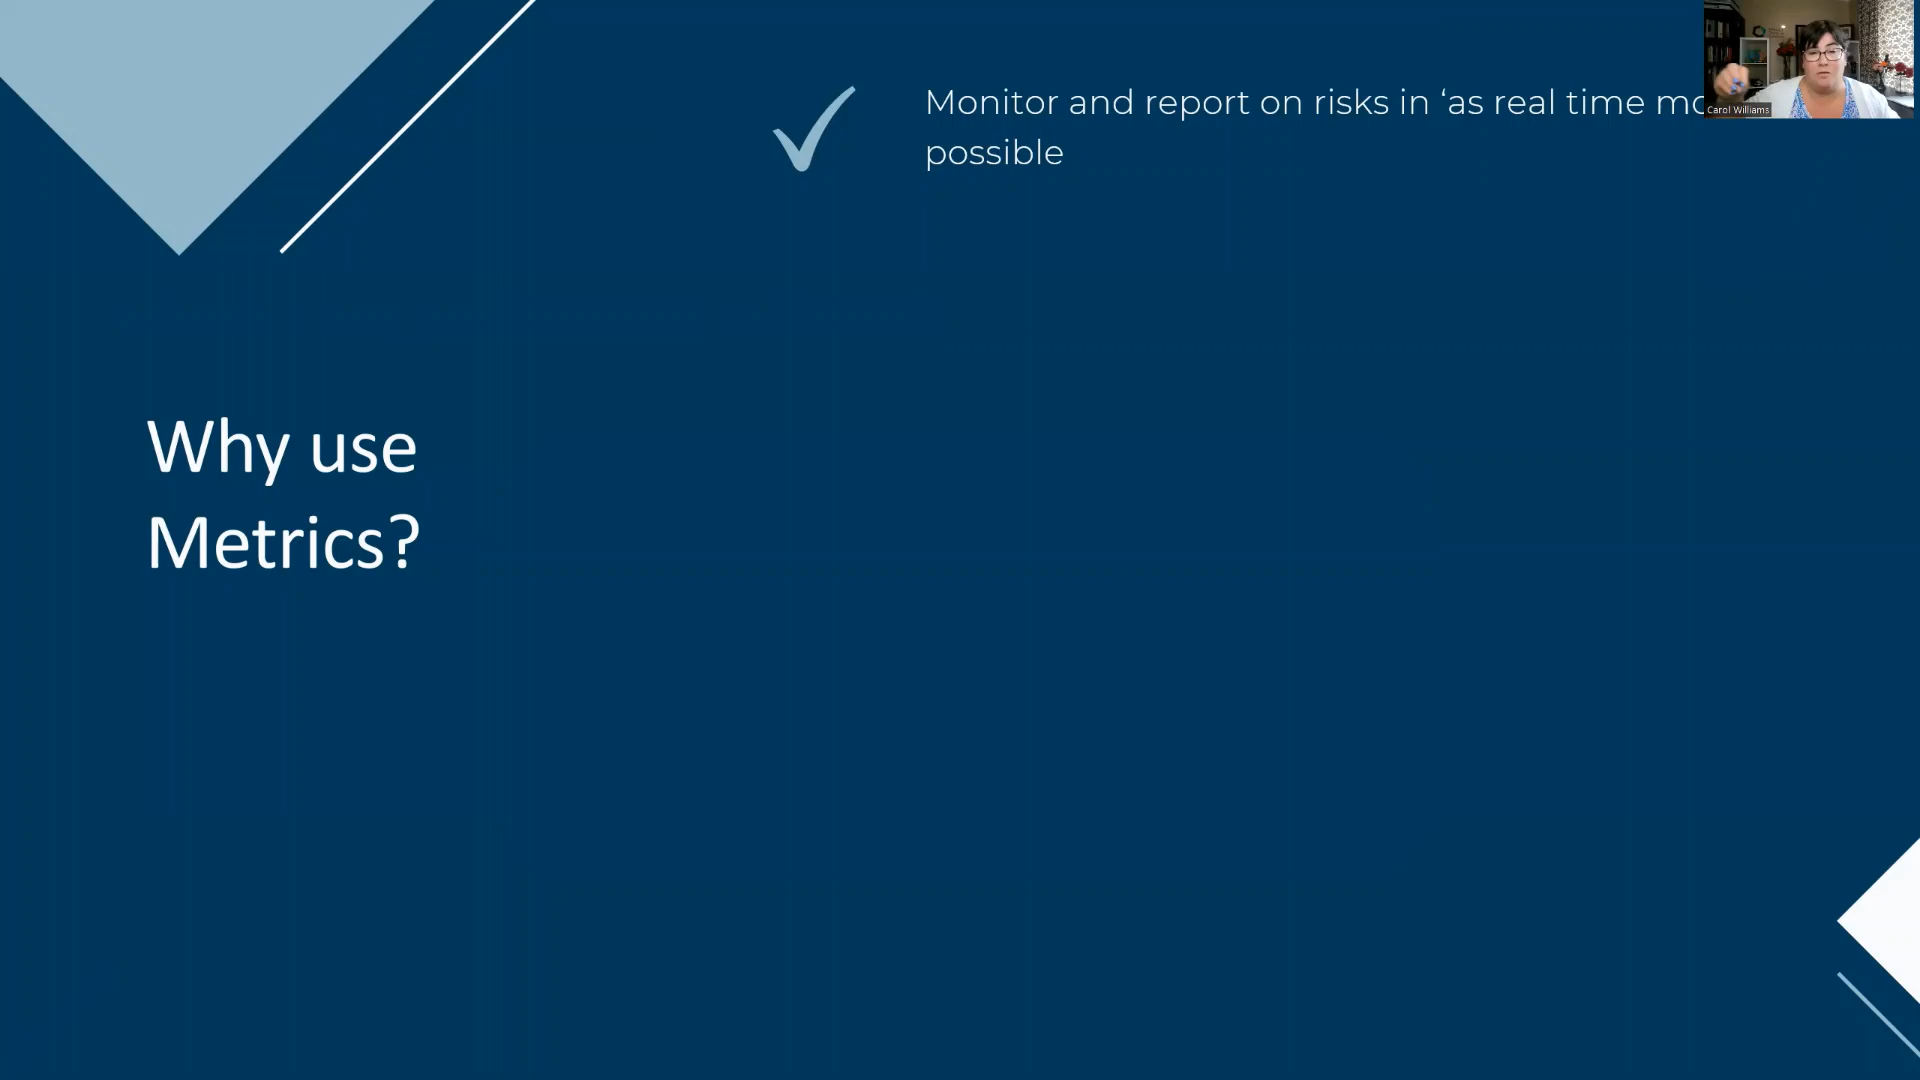 Monitor and report on risks in ‘as real time
possible
Carol Williams
Why use
Metrics?